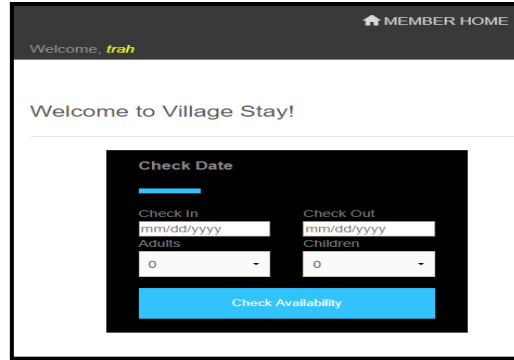 MEMBER HOME
Welcome, trah
Welcome to Village Stay!
Check Date
Check In Check Out
mm/dd/yyyy mm/dd/yyyy
Adults Children
0 0
Check Availability